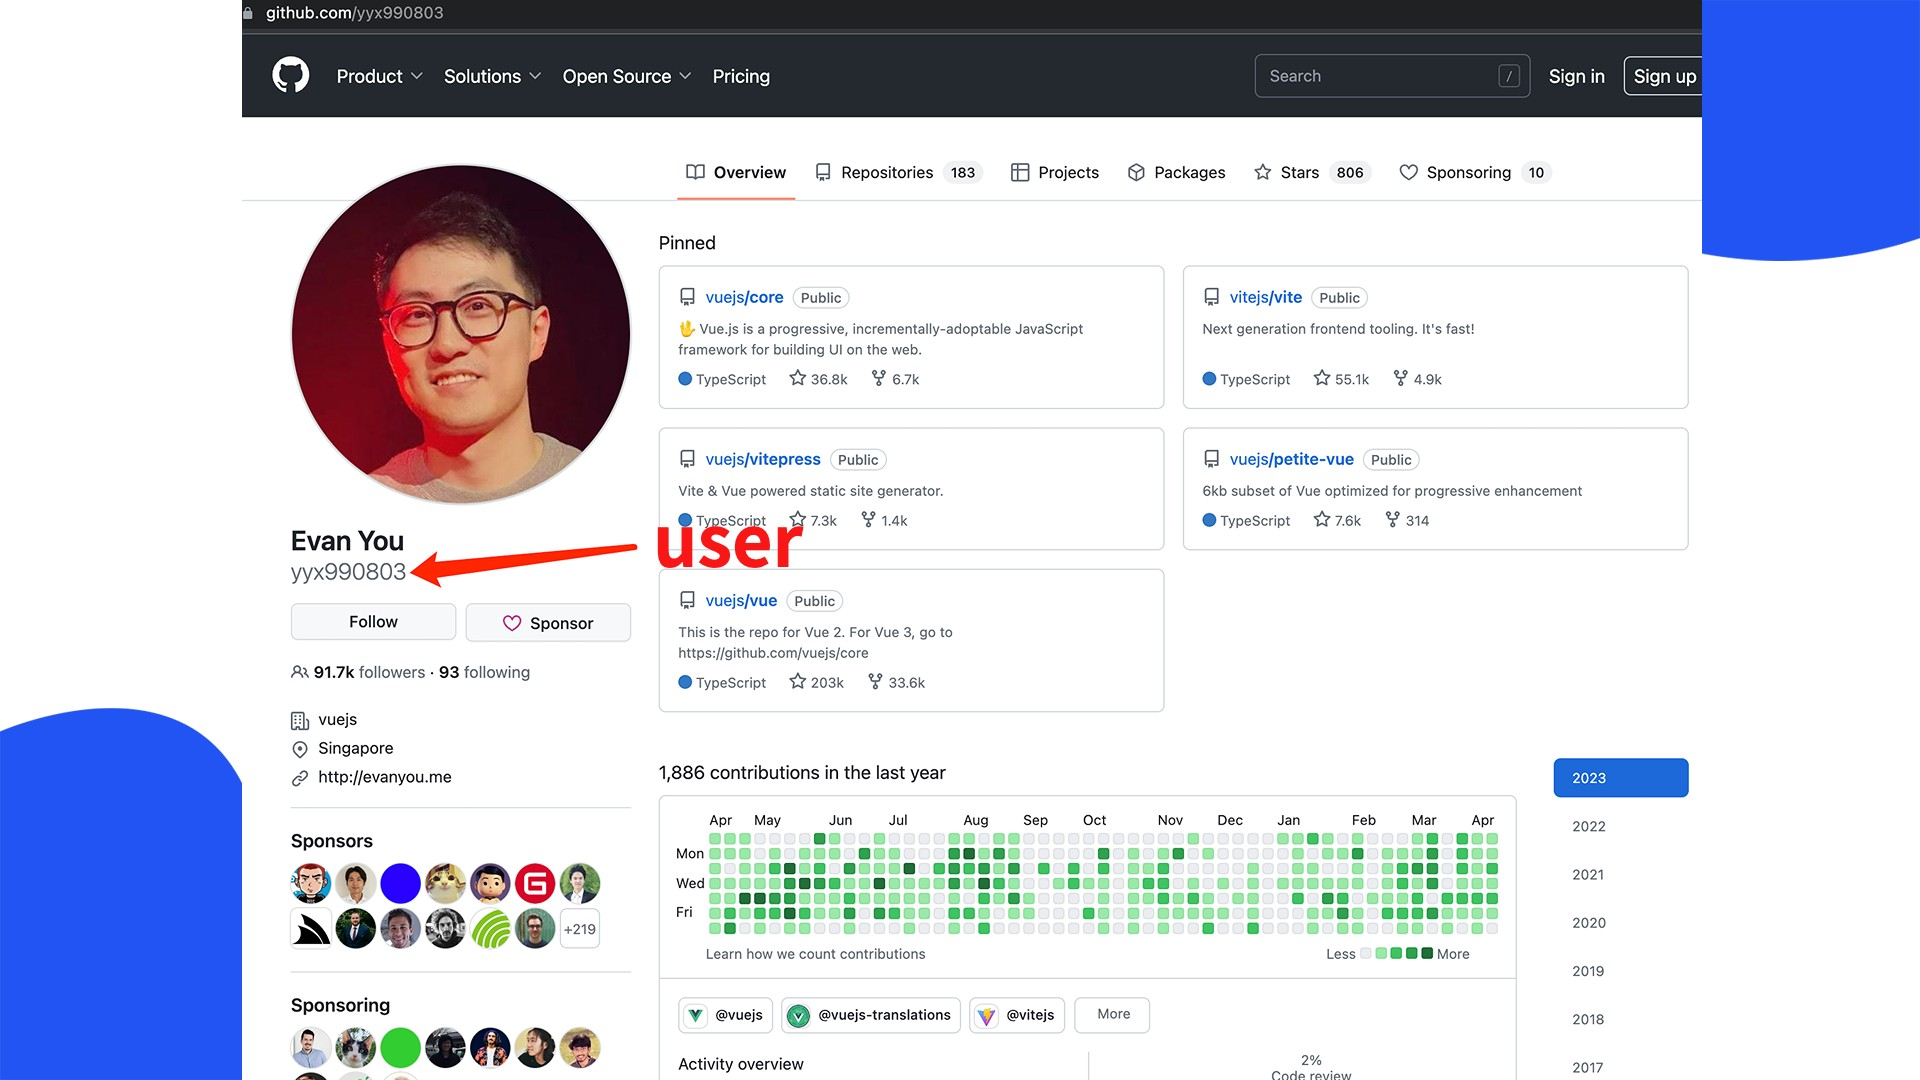 github.com/yyx990803
Product Solutions Open Source Pricing Search / Sign in Sign up
Overview Repositories 183 Projects Packages Stars 806 Sponsoring 10
Pinned
vuejs/core Public
🖖 Vue.js is a progressive, incrementally-adoptable JavaScript
framework for building UI on the web.
TypeScript 36.8k 6.7k
vitejs/vite Public
Next generation frontend tooling. It's fast!
TypeScript 55.1k 4.9k
vuejs/vitepress Public
Vite & Vue powered static site generator.
TypeScript 7.3k 1.4k
vuejs/petite-vue Public
6kb subset of Vue optimized for progressive enhancement
TypeScript 7.6k 314
user
vuejs/vue Public
This is the repo for Vue 2. For Vue 3, go to
https://github.com/vuejs/core
TypeScript 203k 33.6k
Evan You
yyx990803
Follow Sponsor
91.7k followers · 93 following
vuejs
Singapore
http://evanyou.me
Sponsors
G
+219
Sponsoring
1,886 contributions in the last year
Apr May Jun Jul Aug Sep Oct Nov Dec Jan Feb Mar Apr
Mon
Wed
Fri
Learn how we count contributions Less More
2023
2022
2021
2020
2019
2018
2017
@vuejs @vuejs-translations @vitejs More
Activity overview
2%
Code review